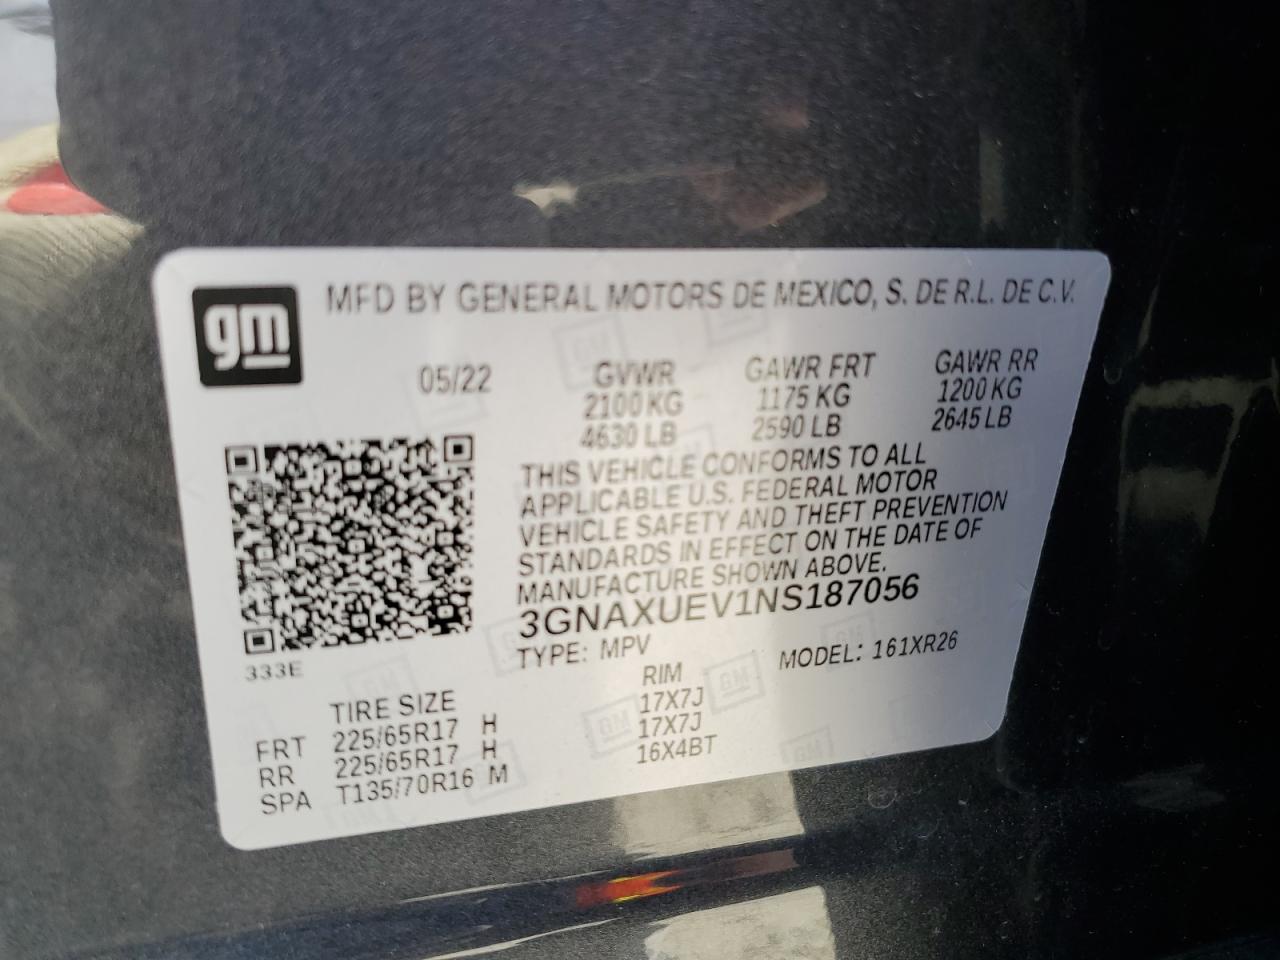 gm
MFD BY GENERAL MOTORS DE MEXICO, S. DE R.L. DE C.V.
05/22
GVWR GAWR FRT GAWR RR
2100 KG 1175 KG 1200 KG
4630 LB 2590 LB 2645 LB
THIS VEHICLE CONFORMS TO ALL
APPLICABLE U.S. FEDERAL MOTOR
VEHICLE SAFETY AND THEFT PREVENTION
STANDARDS IN EFFECT ON THE DATE OF
MANUFACTURE SHOWN ABOVE.
3GNAXUEV1NS187056
333E
TYPE: MPV MODEL: 161XR26
TIRE SIZE RIM
FRT 225/65R17 H 17X7J
RR 225/65R17 H 17X7J
SPA T135/70R16 M 16X4BT